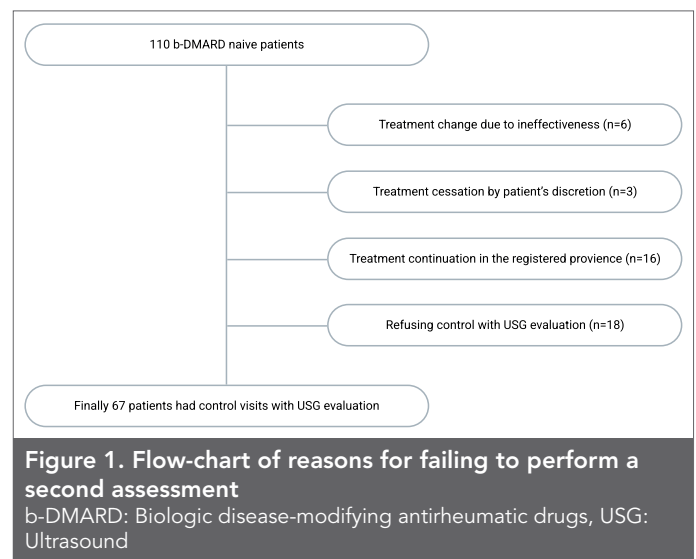 110 b-DMARD naive patients
Treatment change due to ineffectiveness (n=6)
Treatment cessation by patient's discretion (n=3)
Treatment continuation in the registered provience (n=16)
Refusing control with USG evaluation (n=18)
Finally 67 patients had control visits with USG evaluation
Figure 1. Flow-chart of reasons for failing to perform a
second assessment
b-DMARD: Biologic disease-modifying antirheumatic drugs, USG:
Ultrasound